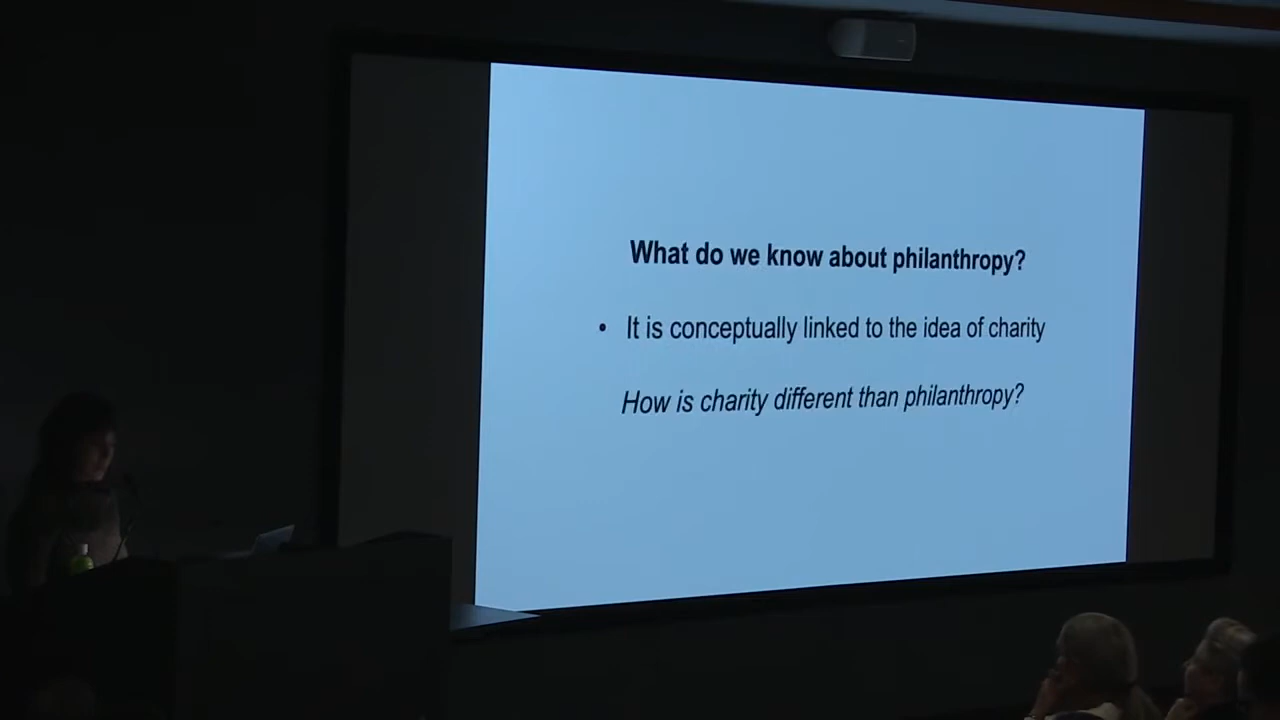 What do we know about philanthropy?
• It is conceptually linked to the idea of charity
How is charity different than philanthropy?